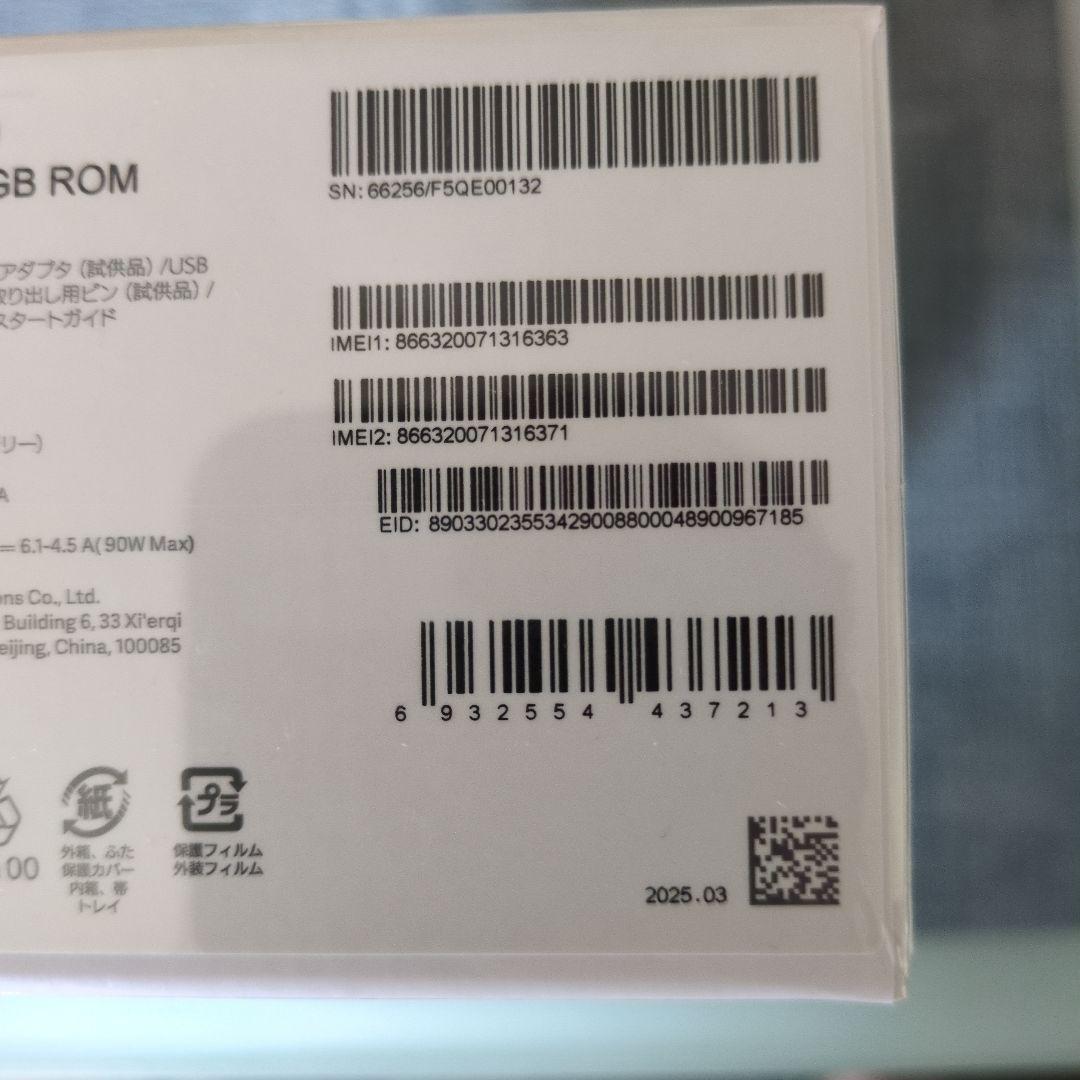 GB ROM
アダプタ（試供品）/USB
取り出し用ピン（試供品）/
スタートガイド
リー）
A
= 6.1-4.5 A( 90W Max)
ns Co., Ltd.
Building 6, 33 Xi'erqi
eijing, China, 100085
SN: 66256/F5QE00132
IMEI1: 866320071316363
IMEI2: 866320071316371
EID: 89033023553429008800048900967185
6 932554 437213
00
紙
外箱、ふた
保護カバー
内箱、帯
トレイ
プラ
保護フィルム
外装フィルム
2025.03